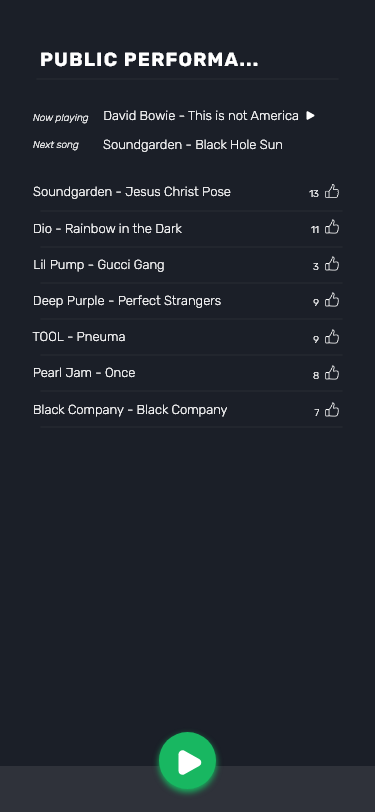 PUBLIC PERFORMA...
Now playing David Bowie - This is not America
Next song Soundgarden - Black Hole Sun
Soundgarden - Jesus Christ Pose 13
Dio - Rainbow in the Dark 11
Lil Pump - Gucci Gang 3
Deep Purple - Perfect Strangers 9
TOOL - Pneuma 9
Pearl Jam - Once 8
Black Company - Black Company 7